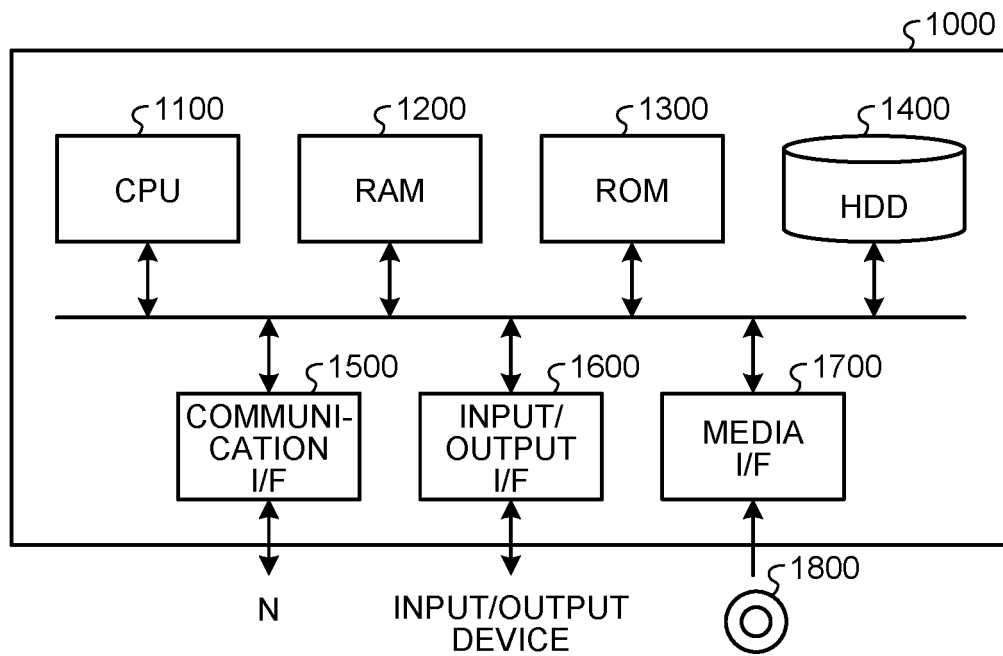 1000
1100
1200
1300
1400
CPU
RAM
ROM
HDD
1500
1600
1700
COMMUNI-
CATION
I/F
INPUT/
OUTPUT
I/F
MEDIA
I/F
1800
N
INPUT/OUTPUT
DEVICE